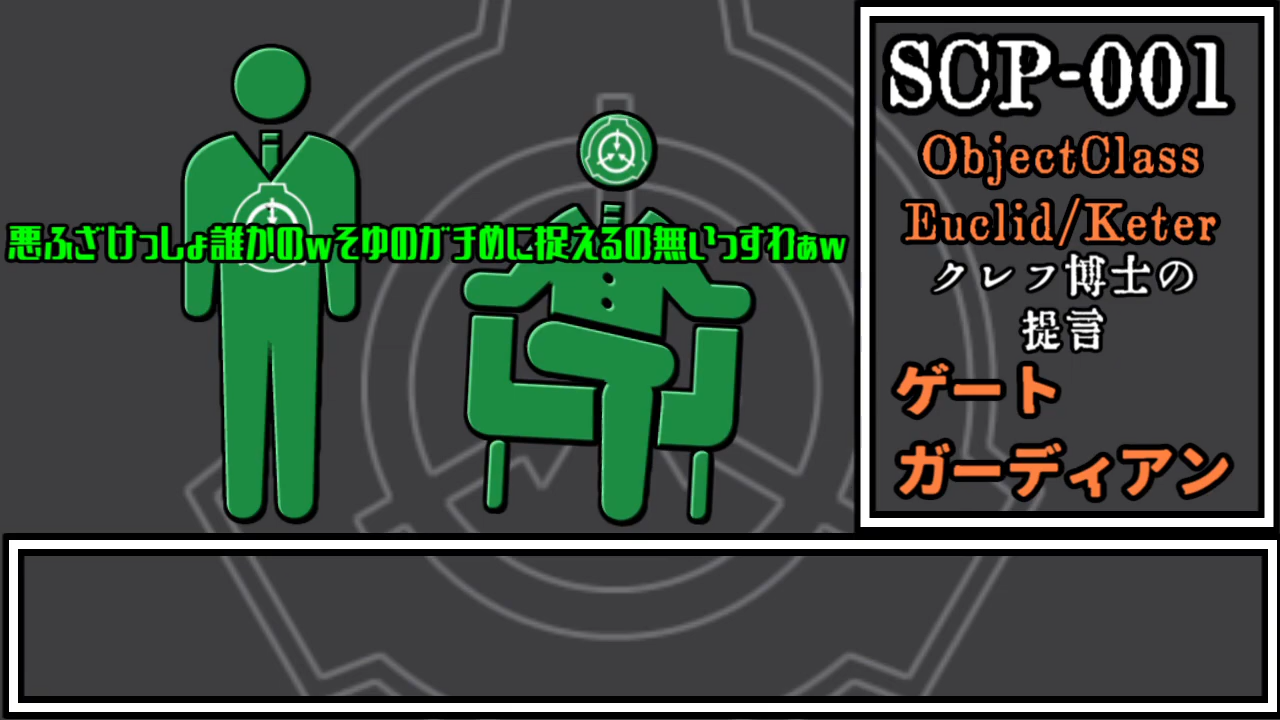 悪ふざけっしょ誰かのwそゆのガチめに捉えるの無いっすわぁw
SCP-001
ObjectClass
Euclid/Keter
クレフ博士の
提言
ゲート
ガーディアン